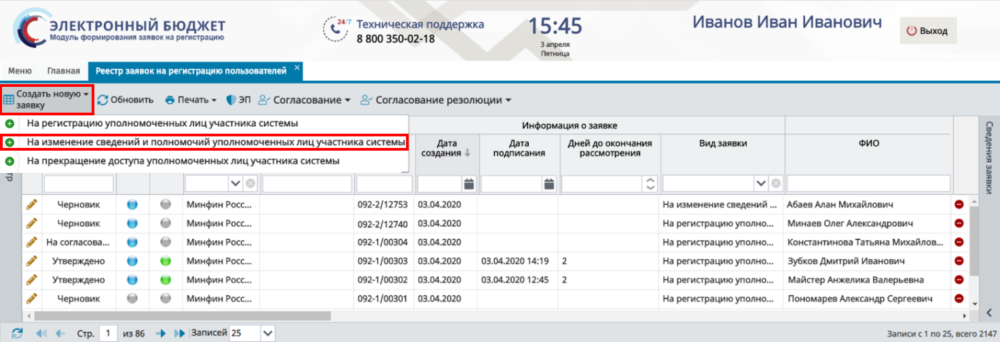 ЭЛЕКТРОННЫЙ БЮДЖЕТ
Модуль формирования заявок на регистрацию
24/7
Техническая поддержка
8 800 350-02-18
15:45
3 апреля
Пятница
Иванов Иван Иванович
Выход
Меню Главная Реестр заявок на регистрацию пользователей
Создать новую заявку Обновить Печать ЭП Согласование Согласование резолюции
На регистрацию уполномоченных лиц участника системы
На изменение сведений и полномочий уполномоченных лиц участника системы
На прекращение доступа уполномоченных лиц участника системы
Информация о заявке
Дата создания Дата подписания Дней до окончания рассмотрения Вид заявки ФИО
Сведения заявки
тр
Черновик Минфин Росс... 092-2/12753 03.04.2020 На изменение сведений ... Абаев Алан Михайлович
Черновик Минфин Росс... 092-2/12740 03.04.2020 На регистрацию уполно... Минаев Олег Александрович
На согласова... Минфин Росс... 092-1/00304 03.04.2020 На регистрацию уполно... Константинова Татьяна Михайлов...
Утверждено Минфин Росс... 092-1/00303 03.04.2020 03.04.2020 14:19 2 На регистрацию уполно... Зубков Дмитрий Иванович
Утверждено Минфин Росс... 092-1/00302 03.04.2020 03.04.2020 12:45 2 На регистрацию уполно... Майстер Анжелика Валерьевна
Черновик Минфин Росс... 092-1/00301 03.04.2020 На регистрацию уполно... Пономарев Александр Сергеевич
Стр. 1 из 86 Записей 25 Записи с 1 по 25, всего 2147